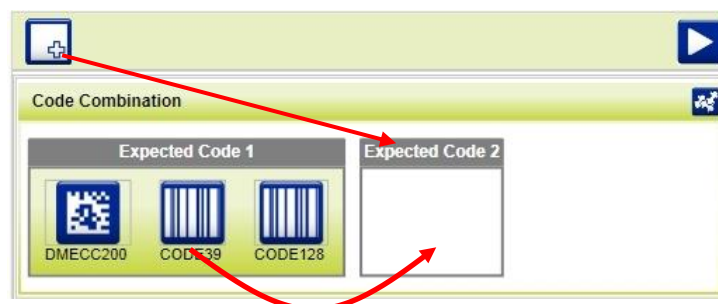 Code Combination
Expected Code 1
Expected Code 2
DMECC200
CODE39
CODE128